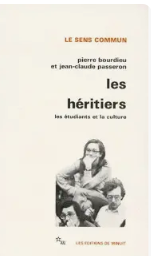 LE SENS COMMUN
pierre bourdieu
et jean-claude passeron
les
héritiers
les étudiants et la culture
LES ÉDITIONS DE MINUIT